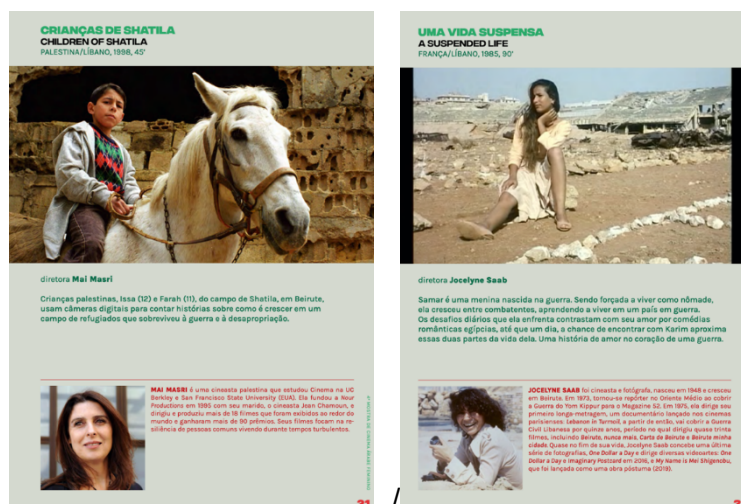 CRIANÇAS DE SHATILA
CHILDREN OF SHATILA
PALESTINA/LÍBANO, 1998, 45'
diretora Mai Masri
Crianças palestinas, Issa (12) e Farah (11), do campo de Shatila, em Beirute,
usam câmeras digitais para contar histórias sobre como é crescer em um
campo de refugiados que sobreviveu à guerra e à desapropriação.
MAI MASRI é uma cineasta palestina que estudou Cinema na UC
Berkley e San Francisco State University (EUA). Ela fundou a Nour
Productions em 1995 com seu marido, o cineasta Jean Chamoun, e
dirigiu e produziu mais de 18 filmes que foram exibidos ao redor do
mundo e ganharam mais de 90 prêmios. Seus filmes focam na re-
siliência de pessoas comuns vivendo durante tempos turbulentos.
31
/
UMA VIDA SUSPENSA
A SUSPENDED LIFE
FRANÇA/LÍBANO, 1985, 90'
diretora Jocelyne Saab
Samar é uma menina nascida na guerra. Sendo forçada a viver como nômade,
ela cresceu entre combatentes, aprendendo a viver em um país em guerra.
Os desafios diários que ela enfrenta contrastam com seu amor por comédias
românticas egípcias, até que um dia, a chance de encontrar com Karim aproxima
essas duas partes da vida dela. Uma história de amor no coração de uma guerra.
JOCELYNE SAAB foi cineasta e fotógrafa, nasceu em 1948 e cresceu
em Beirute. Em 1973, tornou-se repórter no Oriente Médio ao cobrir
a Guerra do Yom Kippur para o Magazine 52. Em 1975, ela dirige seu
primeiro longa-metragem, um documentário lançado nos cinemas
parisienses. Lebanon in Turmoil, a partir de então, vai cobrir a Guerra
Civil Libanesa por quinze anos, período no qual dirigiu quase trinta
filmes, incluindo Beirute, nunca mais, Carta de Beirute e Beirute minha
cidade. Quase no fim de sua vida, Jocelyne Saab comete uma última
série de fotografias, One Dollar a Day e dirige diversas videoartes: One
Dollar a Day e Imaginary Postcard em 2016, e My Name is Mei Shigenobu,
que foi lançada como uma obra póstuma (2019).